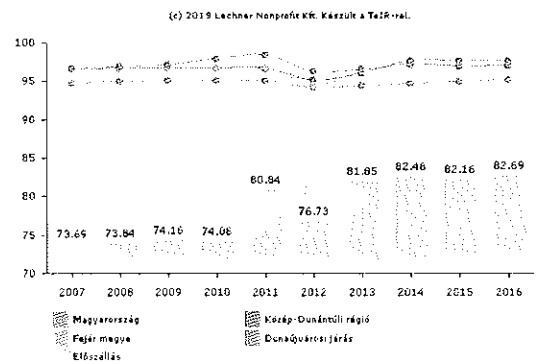 (c) 2019 Lechner Nonprofit Kft. Készült a TeIR-rel.
100
95
90
85
80
75
70
73.69
73.84
74.16
74.08
80.84
76.73
81.85
82.46
82.16
82.69
2007 2008 2009 2010 2011 2012 2013 2014 2015 2016
Magyarország
Közép-Dunántúli régió
Fejér megye
Dunaújvárosi járás
Előszállás